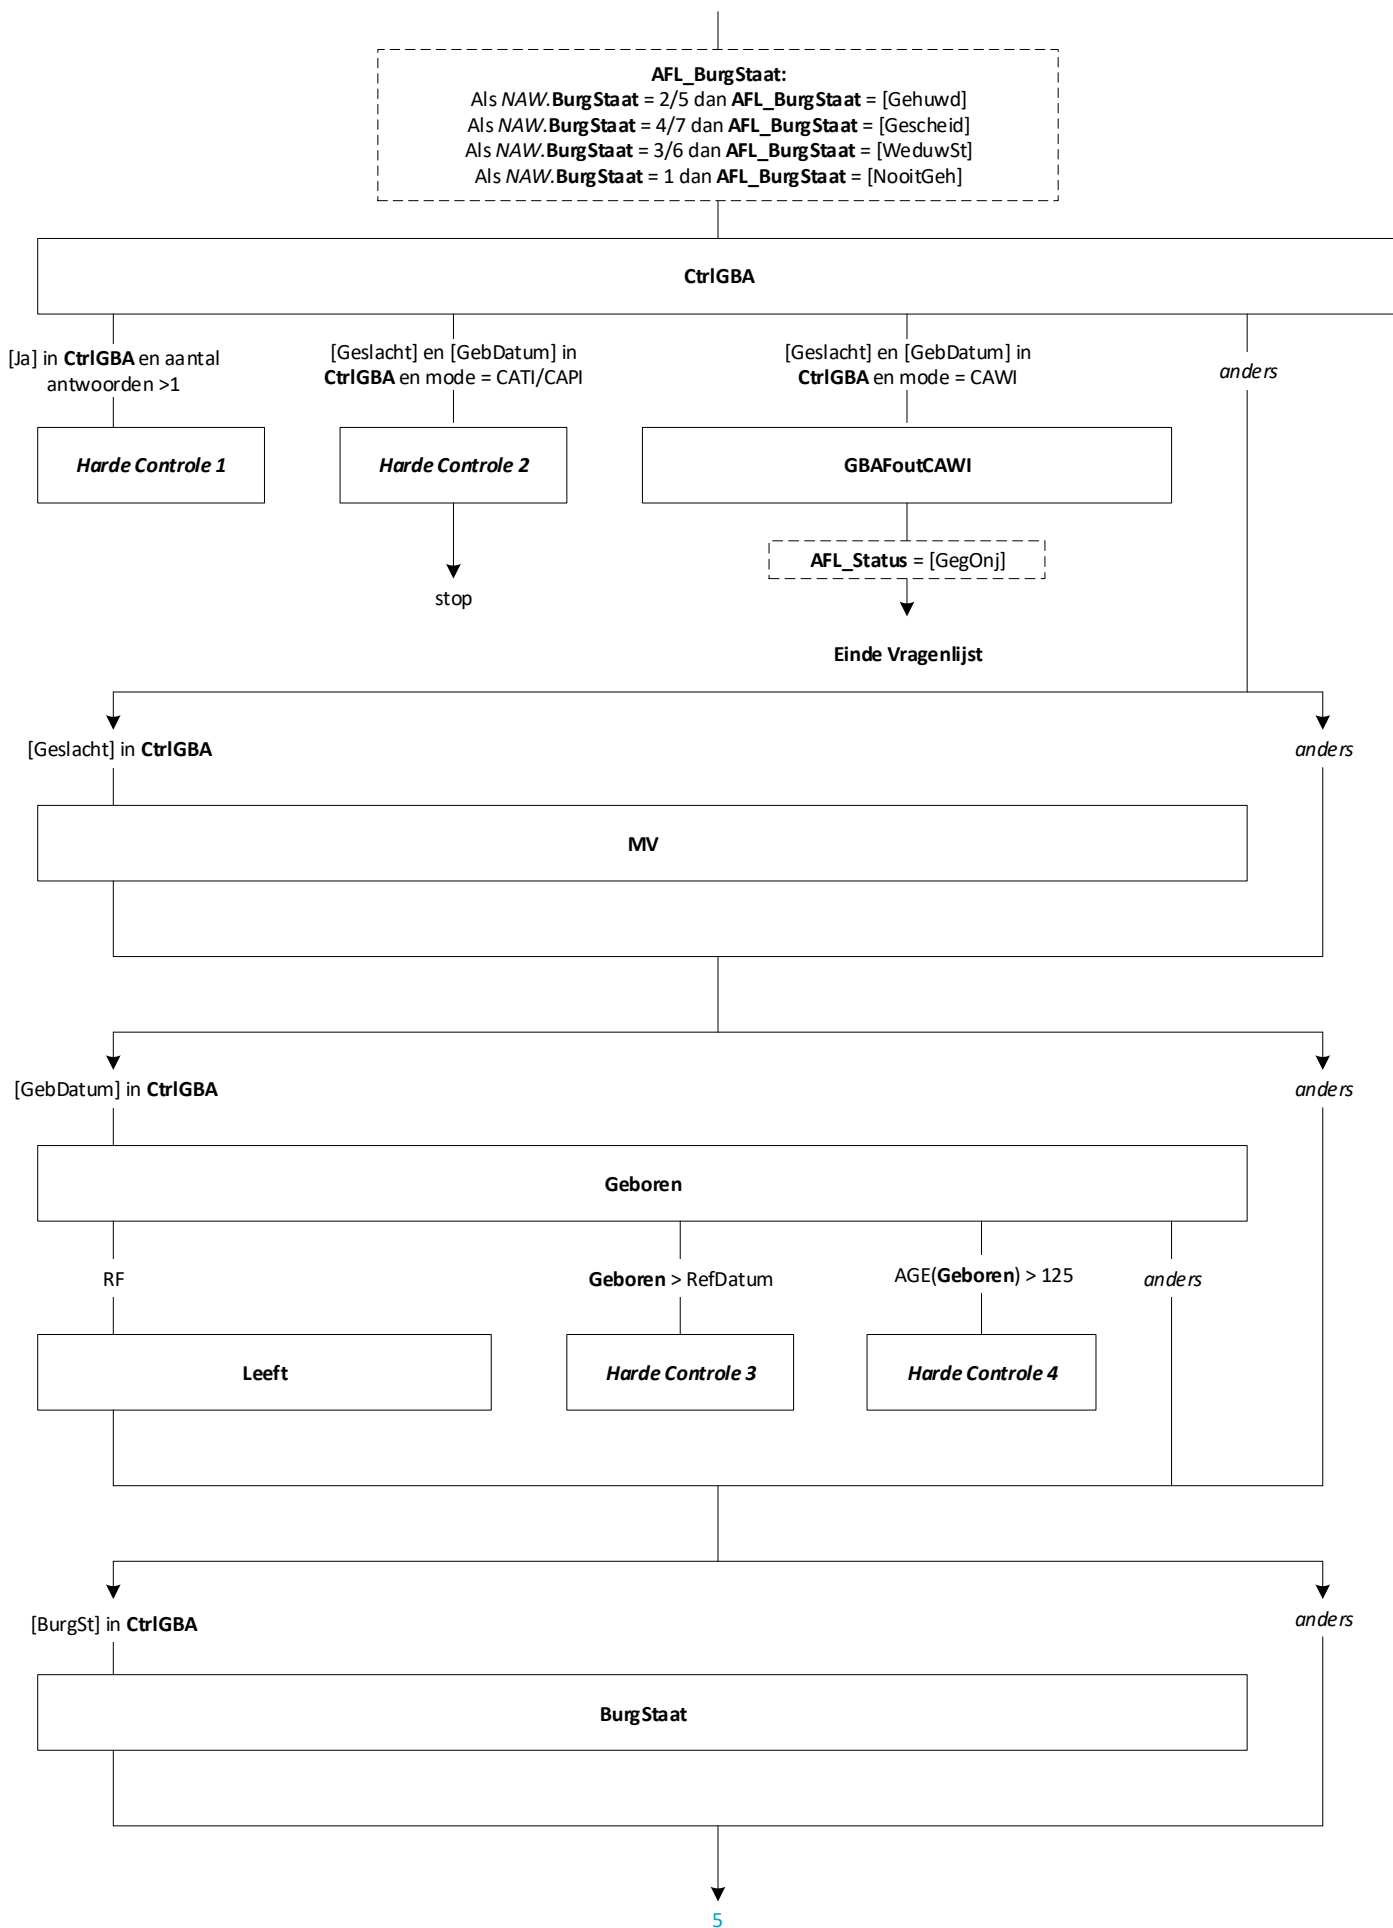 AFL_BurgStaat:
Als NAW.BurgStaat = 2/5 dan AFL_BurgStaat = [Gehuwd]
Als NAW.BurgStaat = 4/7 dan AFL_BurgStaat = [Gescheid]
Als NAW.BurgStaat = 3/6 dan AFL_BurgStaat = [WeduwSt]
Als NAW.BurgStaat = 1 dan AFL_BurgStaat = [NooitGeh]
CtrlGBA
[Ja] in CtrlGBA en aantal
antwoorden >1
[Geslacht] en [GebDatum] in
CtrlGBA en mode = CATI/CAPI
[Geslacht] en [GebDatum] in
CtrlGBA en mode = CAWI
anders
Harde Controle 1
Harde Controle 2
GBAFoutCAWI
AFL_Status = [GegOnj]
stop
Einde Vragenlijst
[Geslacht] in CtrlGBA
anders
MV
[GebDatum] in CtrlGBA
anders
Geboren
RF
Geboren > RefDatum
AGE(Geboren) > 125
anders
Leeft
Harde Controle 3
Harde Controle 4
[BurgSt] in CtrlGBA
anders
BurgStaat
5